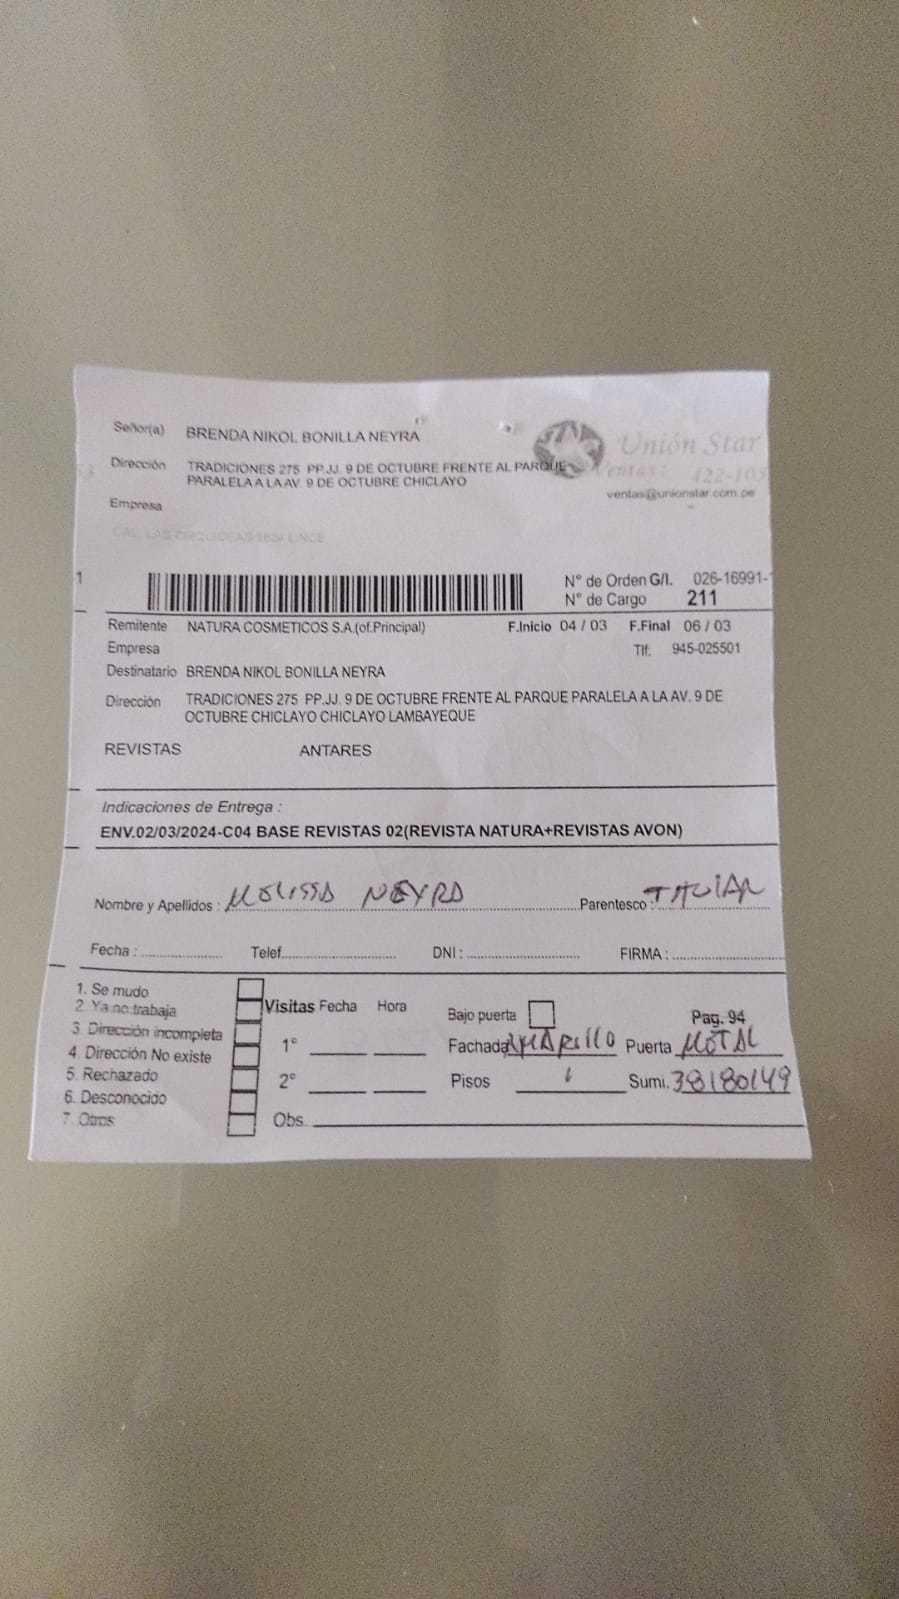 Señor(a) BRENDA NIKOL BONILLA NEYRA
Unión Star
Dirección TRADICIONES 275 PP.JJ. 9 DE OCTUBRE FRENTE AL PARQUE
PARALELA A LA AV. 9 DE OCTUBRE CHICLAYO
Ventas: 422-105
ventas@unionstar.com.pe
Empresa
N° de Orden G/I. 026-16991-1
N° de Cargo 211
Remitente NATURA COSMETICOS S.A.(of.Principal) F.Inicio 04 / 03 F.Final 06 / 03
Empresa Tlf. 945-025501
Destinatario BRENDA NIKOL BONILLA NEYRA
Dirección TRADICIONES 275 PP.JJ. 9 DE OCTUBRE FRENTE AL PARQUE PARALELA A LA AV. 9 DE
OCTUBRE CHICLAYO CHICLAYO LAMBAYEQUE
REVISTAS ANTARES
Indicaciones de Entrega :
ENV.02/03/2024-C04 BASE REVISTAS 02(REVISTA NATURA+REVISTAS AVON)
Nombre y Apellidos : MELISSA NEYRA Parentesco : TITULAR
Fecha : Telef. DNI : FIRMA :
1. Se mudo
2. Ya no trabaja
3. Dirección incompleta
4. Dirección No existe
5. Rechazado
6. Desconocido
7. Otros
Visitas Fecha Hora
1°
2°
Obs.
Bajo puerta Pag. 94
Fachada AMARILLO Puerta METAL
Pisos 1 Sumi. 38180149